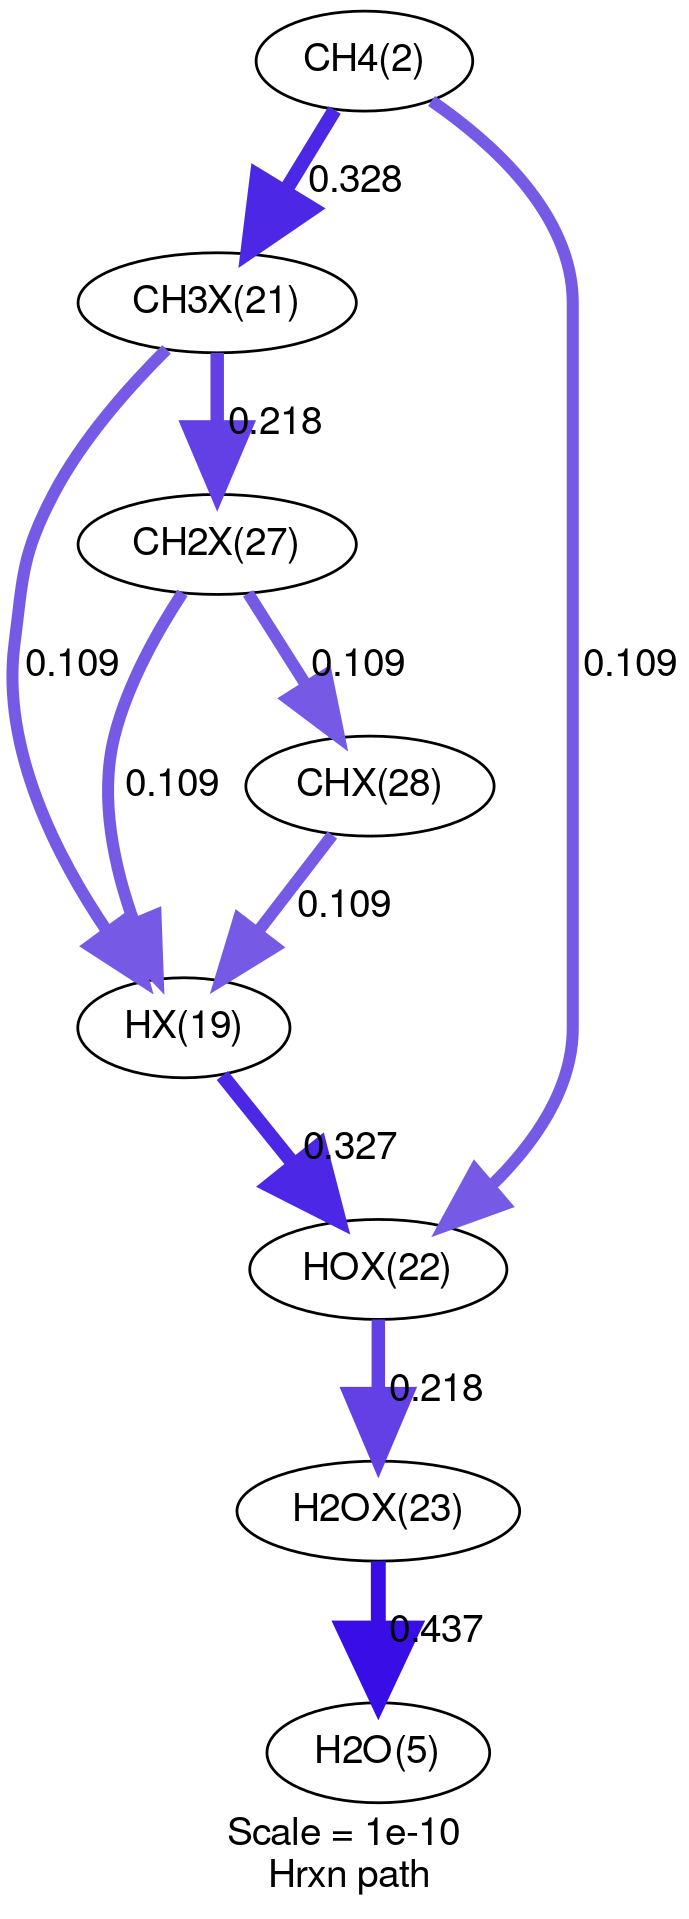 CH4(2)
0.328
CH3X(21)
0.218
CH2X(27)
0.109
0.109
0.109
0.109
CHX(28)
0.109
HX(19)
0.327
HOX(22)
0.218
H2OX(23)
0.437
H2O(5)
Scale = 1e-10
Hrxn path